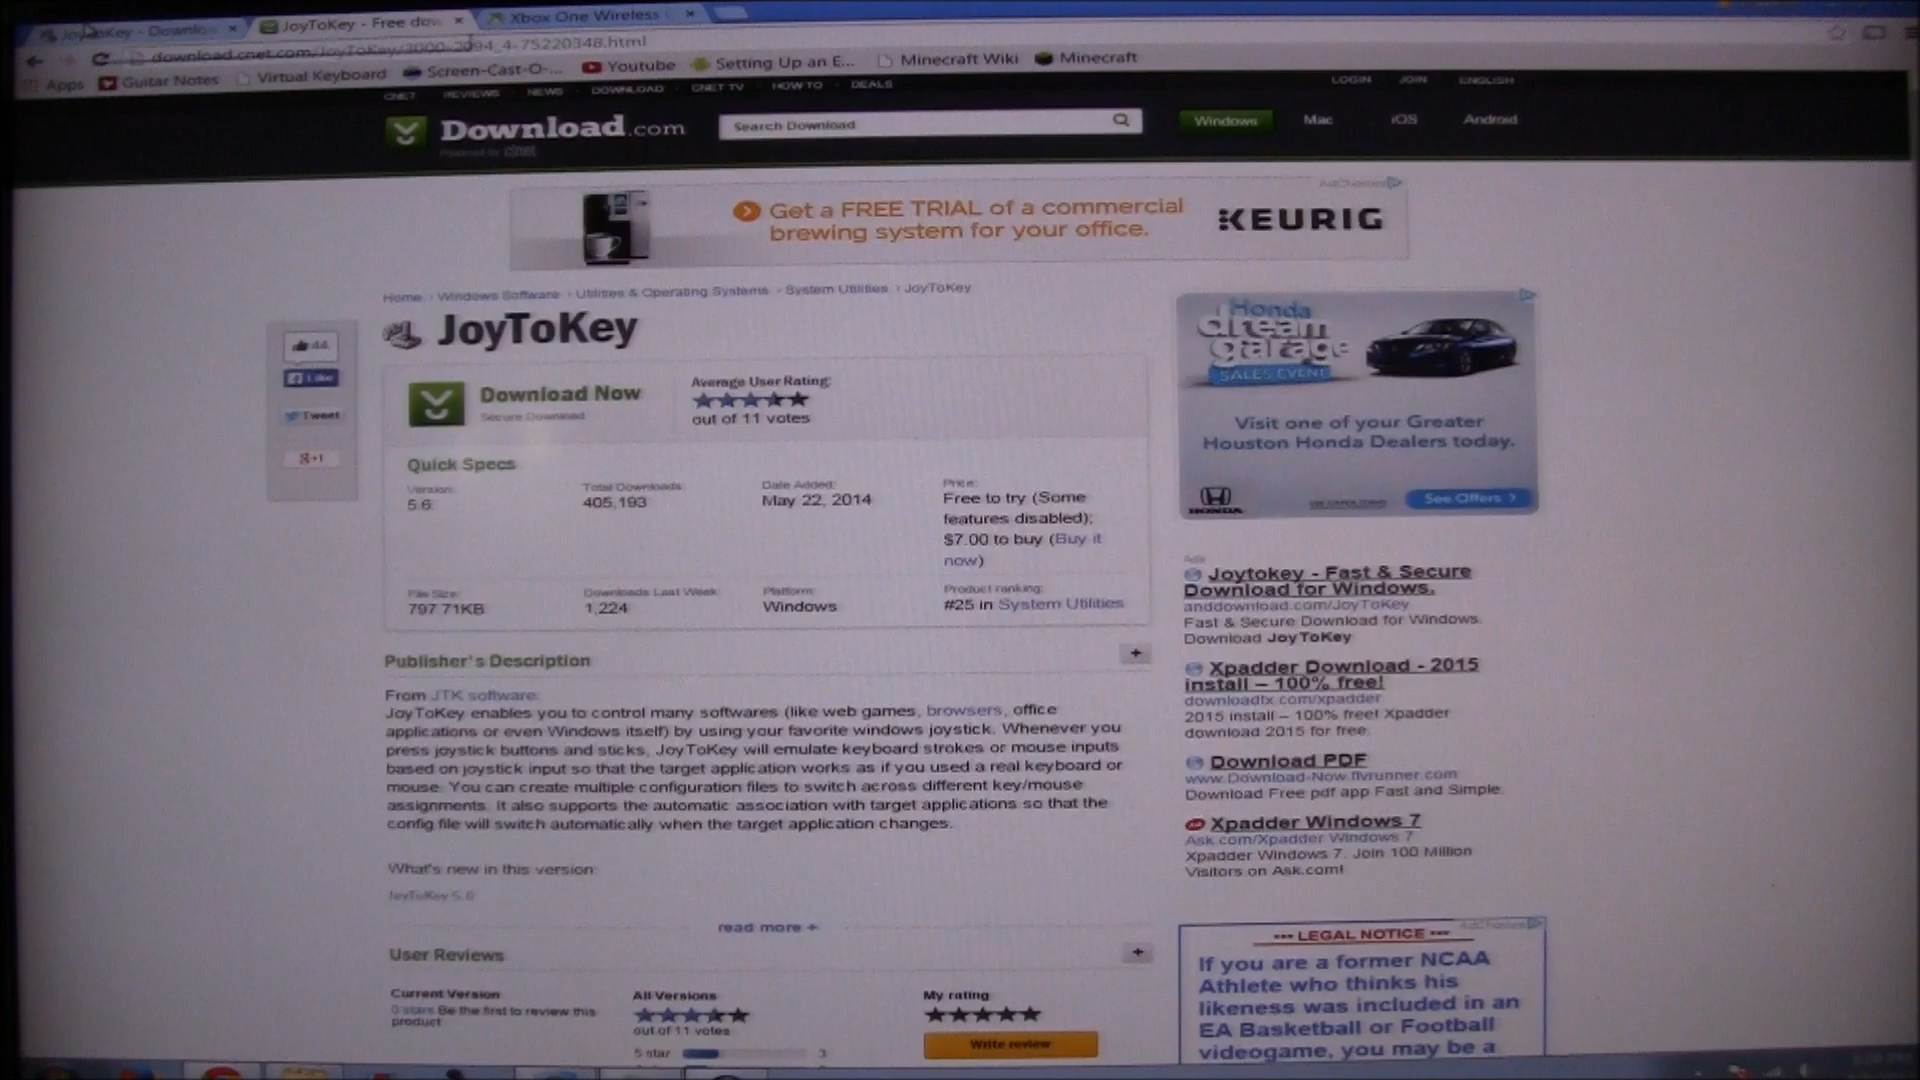 JoyToKey - Downlo
JoyToKey - Free dow
Xbox One Wireless
download.cnet.com/JoyToKey/3000-2094_4-75220348.html
Apps
Guitar Notes
Virtual Keyboard
Screen-Cast-O-...
Youtube
Setting Up an E...
Minecraft Wiki
Minecraft
CNET REVIEWS NEWS DOWNLOAD CNET TV HOW TO DEALS
LOGIN JOIN ENGLISH
Download.com
Powered by c|net
Search Download
Windows Mac iOS Android
AdChoices
Get a FREE TRIAL of a commercial
brewing system for your office.
KEURIG
Home › Windows Software › Utilities & Operating Systems › System Utilities › JoyToKey
JoyToKey
44
Like
Tweet
g+1
Download Now
Secure Download
Average User Rating:
out of 11 votes
Quick Specs
Version:
5.6
Total Downloads:
405,193
Date Added:
May 22, 2014
Price:
Free to try (Some
features disabled);
$7.00 to buy (Buy it
now)
File Size:
797.71KB
Downloads Last Week:
1,224
Platform:
Windows
Product ranking:
#25 in System Utilities
Publisher's Description
+
From JTK software:
JoyToKey enables you to control many softwares (like web games, browsers, office
applications or even Windows itself) by using your favorite windows joystick. Whenever you
press joystick buttons and sticks, JoyToKey will emulate keyboard strokes or mouse inputs
based on joystick input so that the target application works as if you used a real keyboard or
mouse. You can create multiple configuration files to switch across different key/mouse
assignments. It also supports the automatic association with target applications so that the
config file will switch automatically when the target application changes.
What's new in this version:
JoyToKey 5.6
read more +
User Reviews
+
Current Version
0 stars Be the first to review this
product
All Versions
out of 11 votes
5 star 3
My rating
Write review
Honda
dream
garage
SALES EVENT
Visit one of your Greater
Houston Honda Dealers today.
HONDA
See Offers >
Ads
Joytokey - Fast & Secure
Download for Windows.
anddownload.com/JoyToKey
Fast & Secure Download for Windows.
Download JoyToKey
Xpadder Download - 2015
install – 100% free!
downloadtx.com/xpadder
2015 install – 100% free! Xpadder
download 2015 for free.
Download PDF
www.Download-Now.flvrunner.com
Download Free pdf app Fast and Simple.
Xpadder Windows 7
Ask.com/Xpadder Windows 7
Xpadder Windows 7. Join 100 Million
Visitors on Ask.com!
AdChoices
--- LEGAL NOTICE ---
If you are a former NCAA
Athlete who thinks his
likeness was included in an
EA Basketball or Football
videogame, you may be a